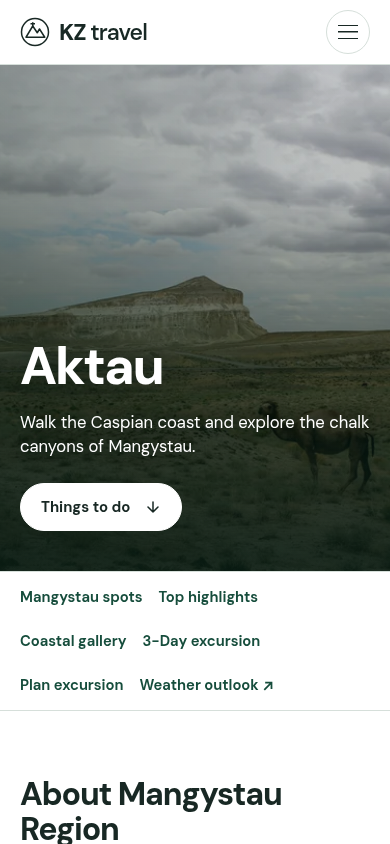 KZ travel
Aktau
Walk the Caspian coast and explore the chalk
canyons of Mangystau.
Things to do ↓
Mangystau spots Top highlights
Coastal gallery 3-Day excursion
Plan excursion Weather outlook ↗
About Mangystau
Region